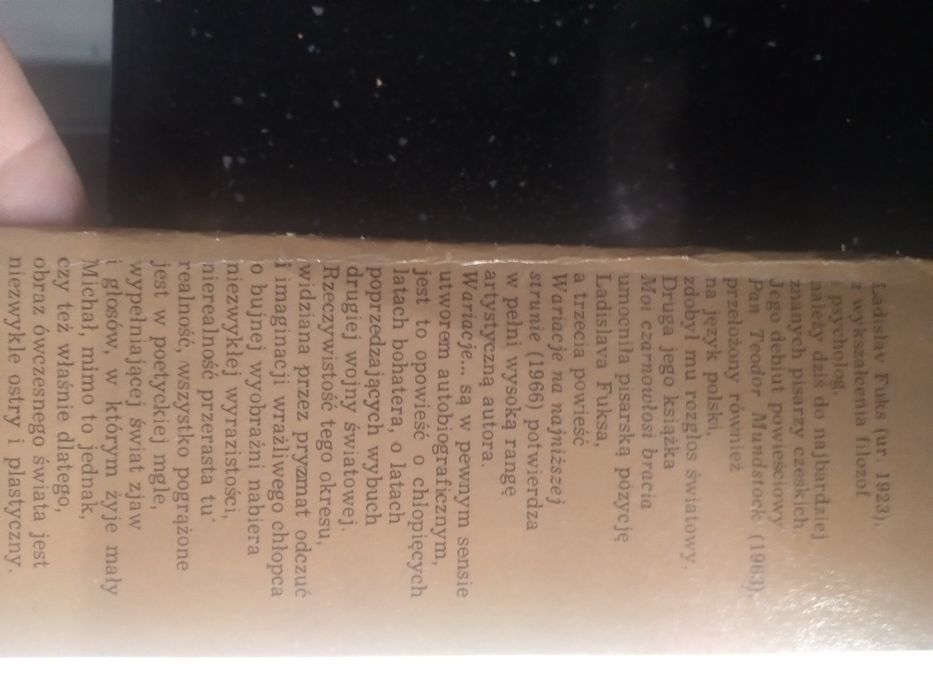 Ladislav Fuks (ur. 1923),
z wykształcenia filozof
i psycholog,
należy dziś do najbardziej
znanych pisarzy czeskich.
Jego debiut powieściowy
Pan Teodor Mundstock (1963),
przełożony również
na język polski,
zdobył mu rozgłos światowy.
Druga jego książka
Moi czarnowłosi bracia
umocniła pisarską pozycję
Ladislava Fuksa,
a trzecia powieść
Wariacje na najniższej
strunie (1966) potwierdza
w pełni wysoką rangę
artystyczną autora.
Wariacje... są w pewnym sensie
utworem autobiograficznym,
jest to opowieść o chłopięcych
latach bohatera, o latach
poprzedzających wybuch
drugiej wojny światowej.
Rzeczywistość tego okresu,
widziana przez pryzmat odczuć
i imaginacji wrażliwego chłopca
o bujnej wyobraźni nabiera
niezwykłej wyrazistości,
nierealność przerasta tu
realność, wszystko pogrążone
jest w poetyckiej mgle,
wypełniającej świat zjaw
i głosów, w którym żyje mały
Michał, mimo to jednak,
czy też właśnie dlatego,
obraz ówczesnego świata jest
niezwykle ostry i plastyczny.